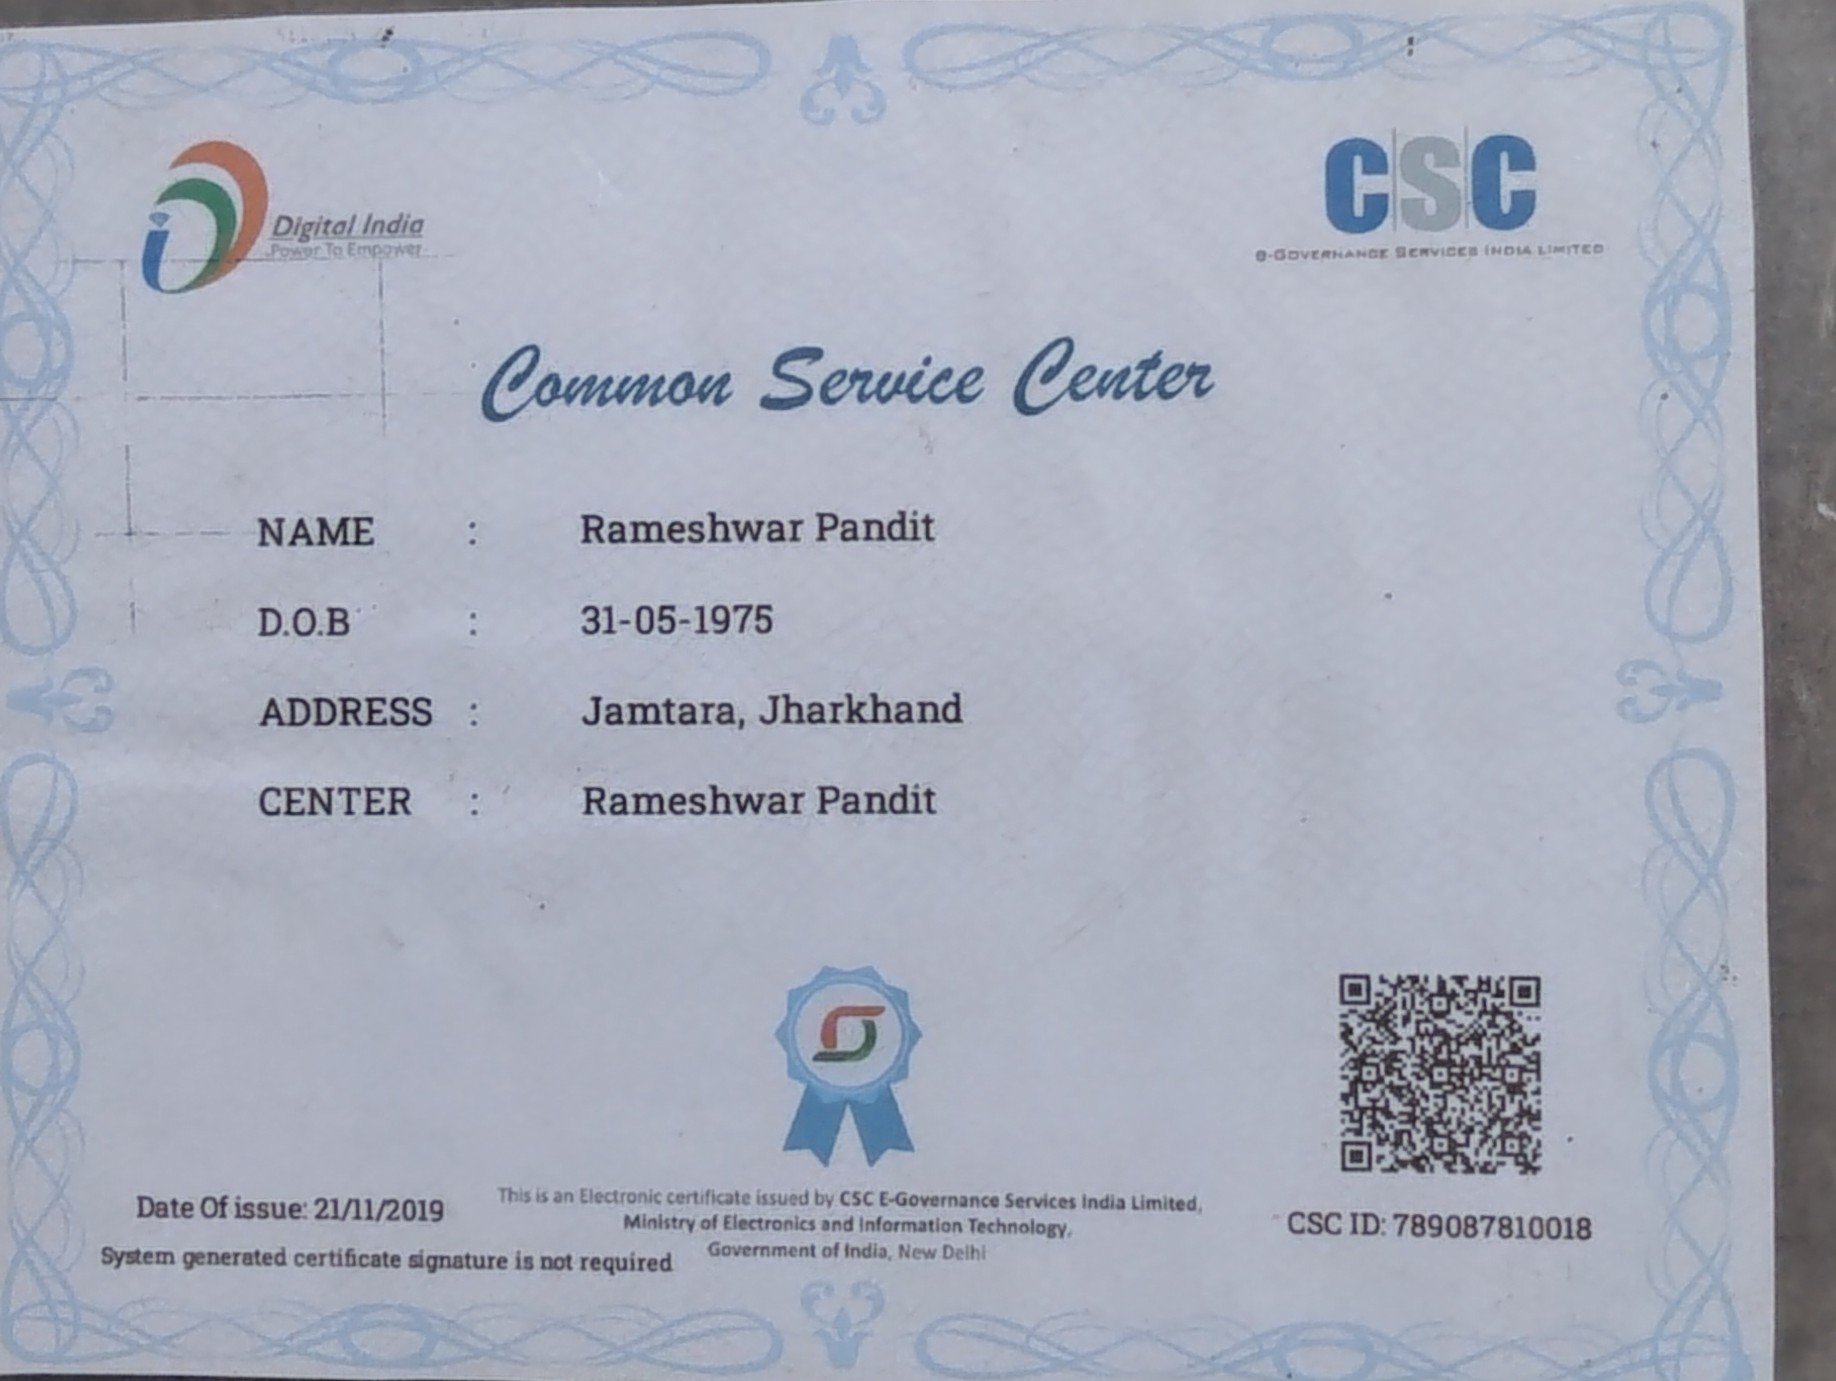 Digital India
Power To Empower
CSC
e-Governance Services India Limited
Common Service Center
NAME : Rameshwar Pandit
D.O.B : 31-05-1975
ADDRESS : Jamtara, Jharkhand
CENTER : Rameshwar Pandit
Date Of issue: 21/11/2019
System generated certificate signature is not required
This is an Electronic certificate issued by CSC E-Governance Services India Limited,
Ministry of Electronics and Information Technology,
Government of India, New Delhi
CSC ID: 789087810018